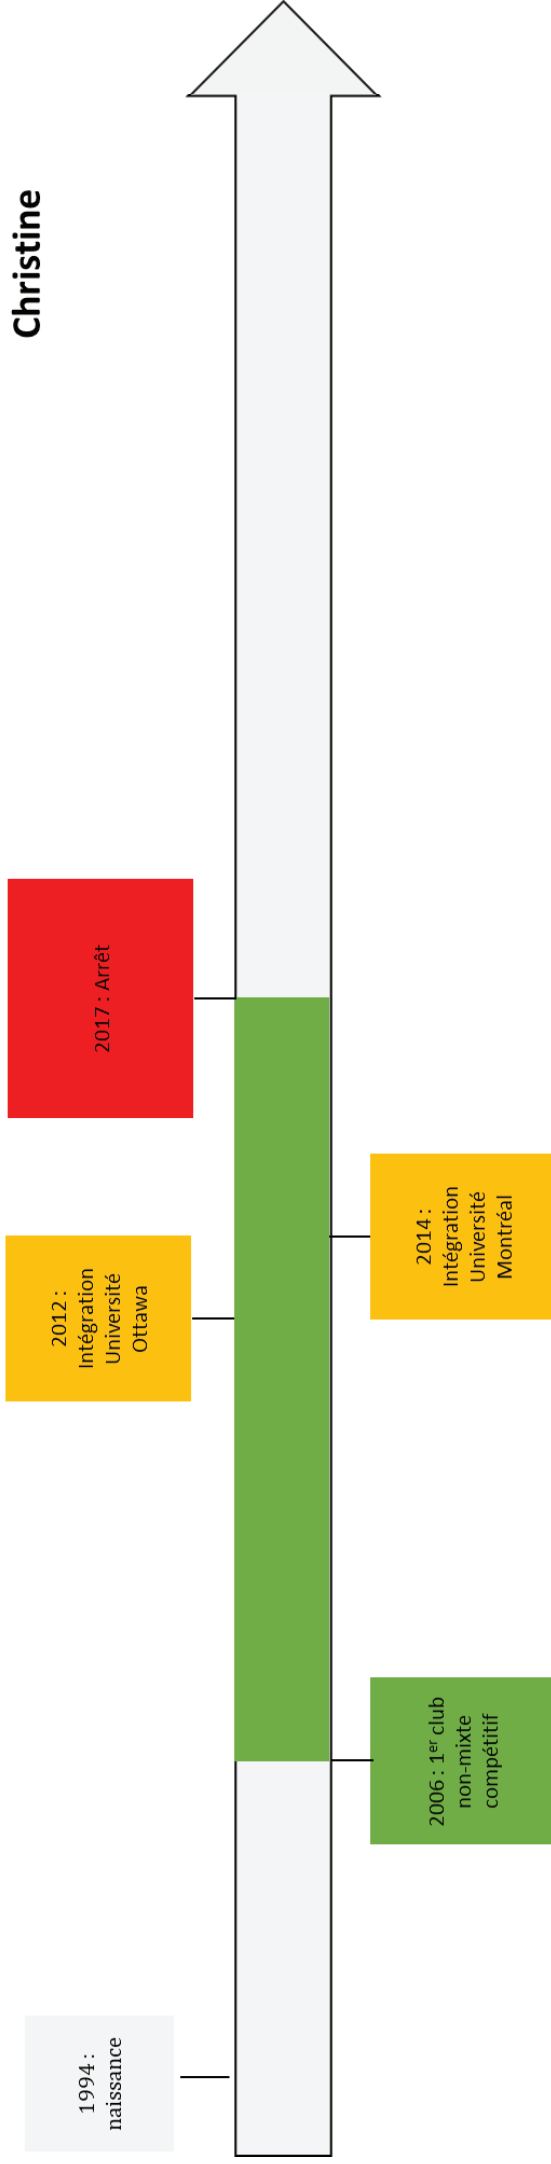 Christine
1994 :
naissance
2006 : 1er club
non-mixte
compétitif
2012 :
Intégration
Université
Ottawa
2014 :
Intégration
Université
Montréal
2017 : Arrêt